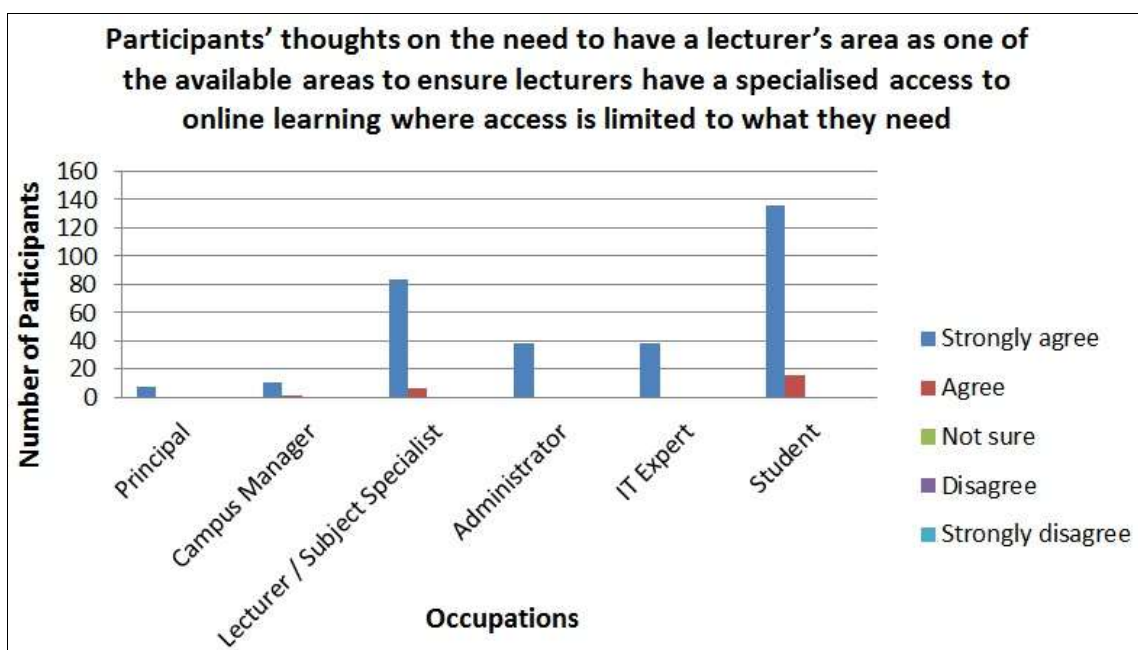 Participants’ thoughts on the need to have a lecturer’s area as one of
the available areas to ensure lecturers have a specialised access to
online learning where access is limited to what they need
Number of Participants
160
140
120
100
80
60
40
20
0
Principal
Campus Manager
Lecturer / Subject Specialist
Administrator
IT Expert
Student
Occupations
Strongly agree
Agree
Not sure
Disagree
Strongly disagree